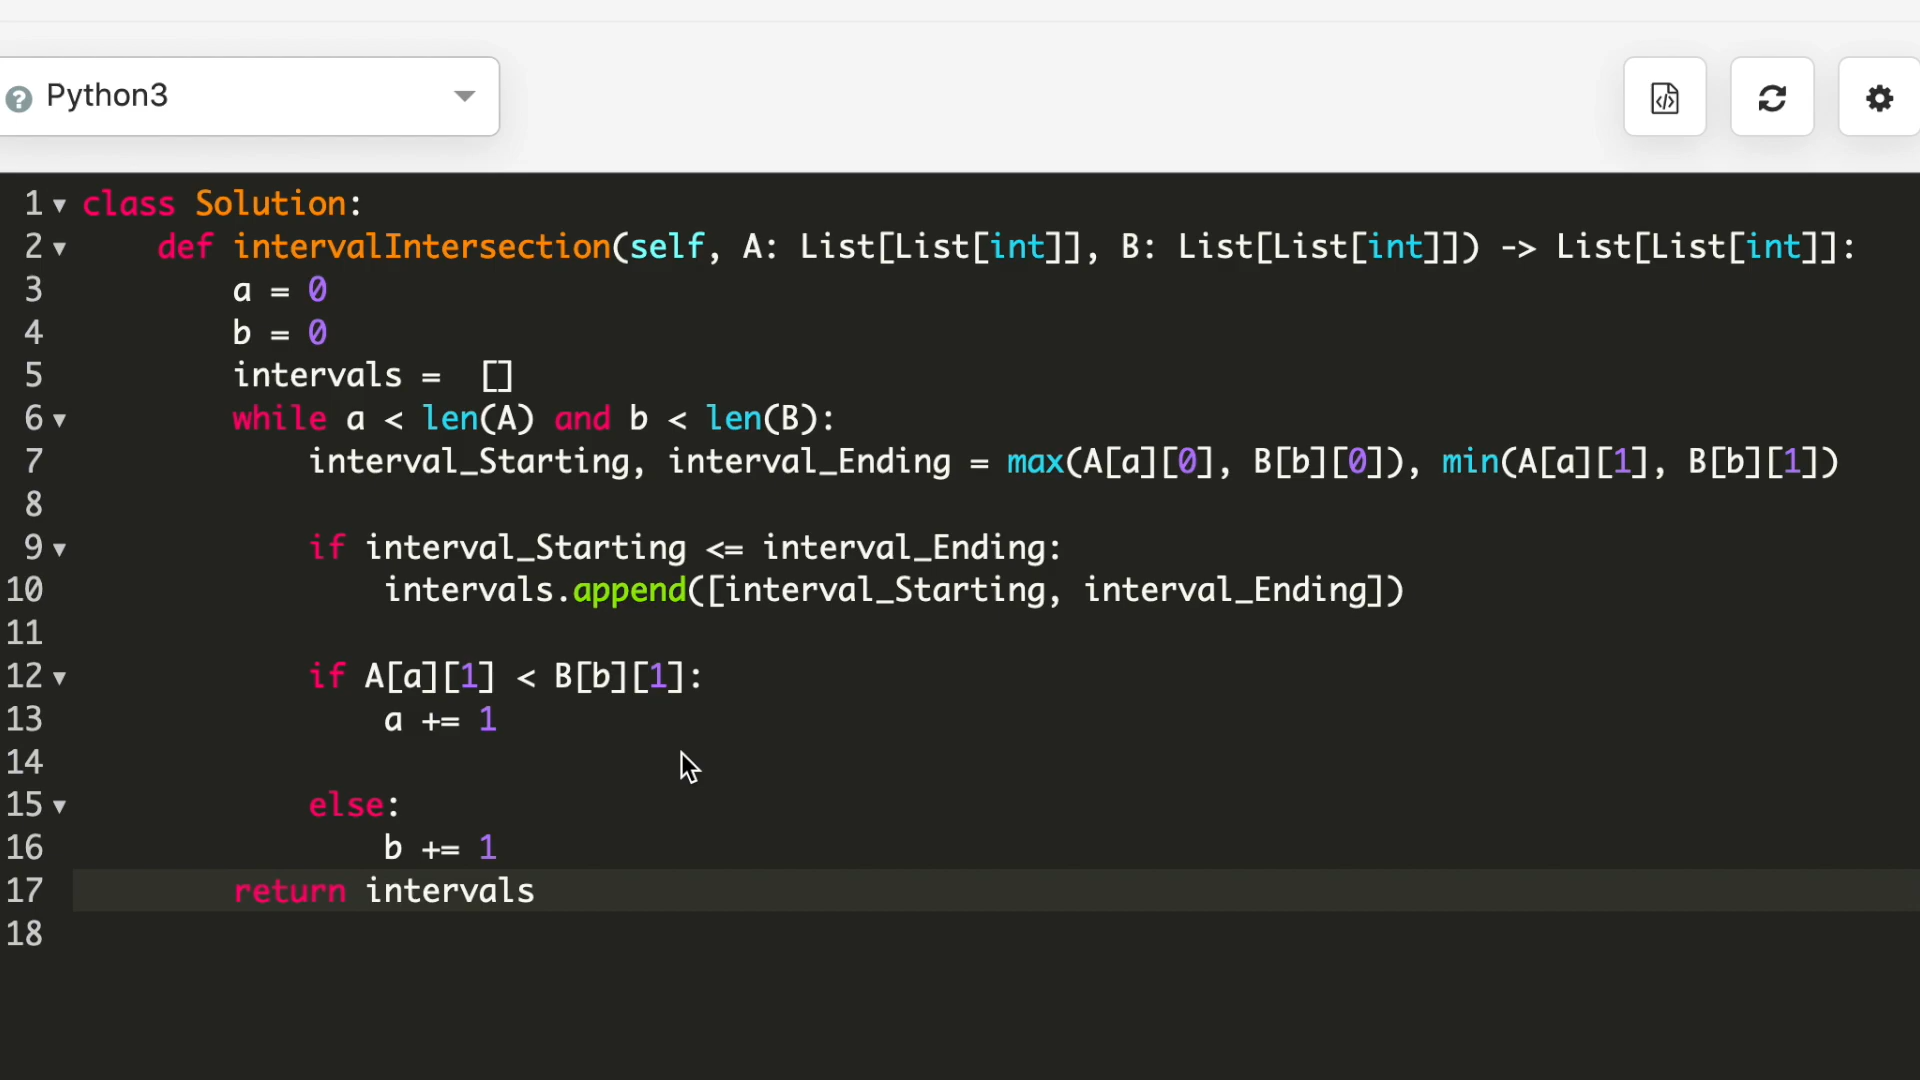 Python3
1 class Solution:
2 def intervalIntersection(self, A: List[List[int]], B: List[List[int]]) -> List[List[int]]:
3 a = 0
4 b = 0
5 intervals =  []
6 while a < len(A) and b < len(B):
7 interval_Starting, interval_Ending = max(A[a][0], B[b][0]), min(A[a][1], B[b][1])
8
9 if interval_Starting <= interval_Ending:
10 intervals.append([interval_Starting, interval_Ending])
11
12 if A[a][1] < B[b][1]:
13 a += 1
14
15 else:
16 b += 1
17 return intervals
18